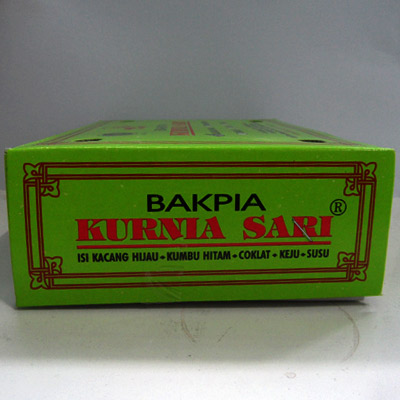 BAKPIA
KURNIA SARI ®
ISI KACANG HIJAU + KUMBU HITAM + COKLAT + KEJU + SUSU